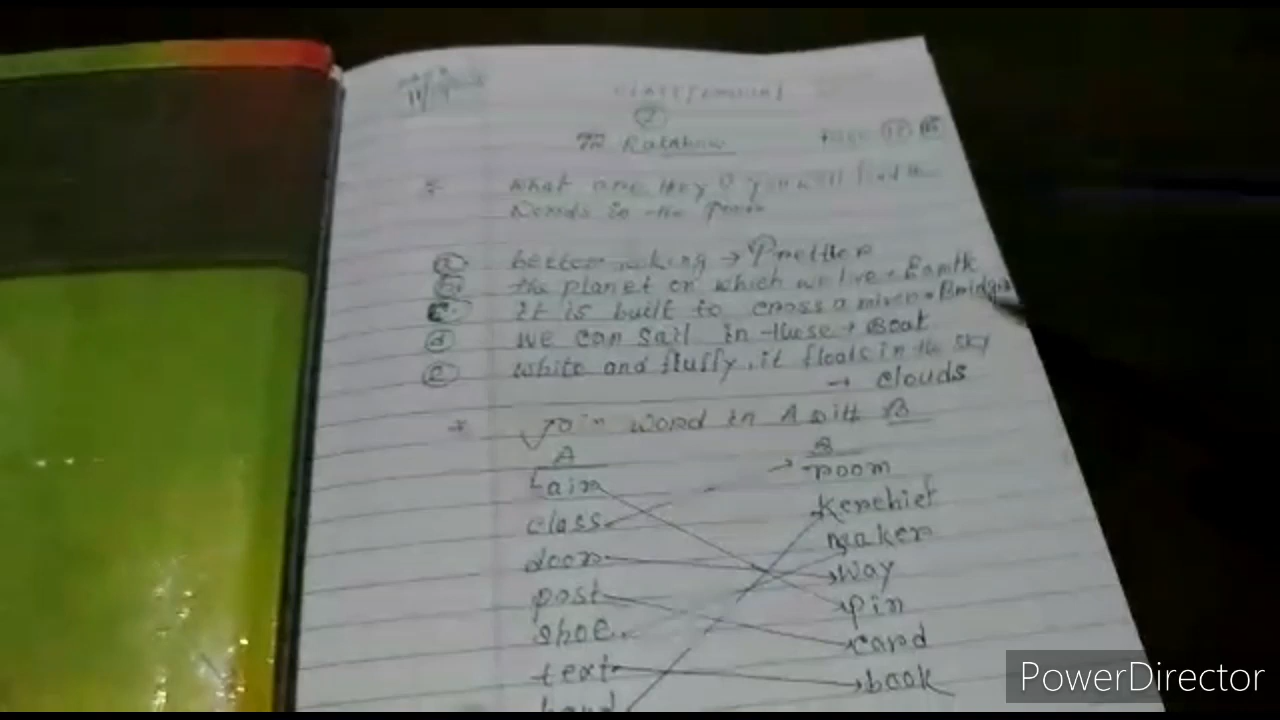 The Rainbow
what are they? you will find the
words in the Poem
a. better looking → Prettier
b. the planet on which we live → Earth
c. it is built to cross a river → Bridges
d we can sail in these → Boat
e white and fluffy, it floats in the sky
→ clouds
* Join word in A with B
A B
hair room
class kerchief
door maker
post way
shoe pin
text card
hand book
PowerDirector